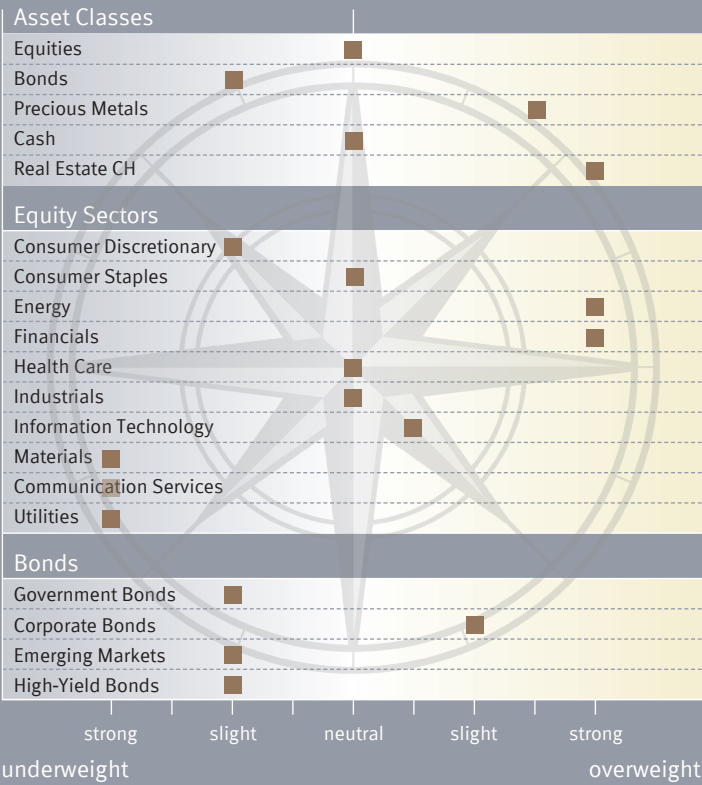 Asset Classes
Equities
Bonds
Precious Metals
Cash
Real Estate CH
Equity Sectors
Consumer Discretionary
Consumer Staples
Energy
Financials
Health Care
Industrials
Information Technology
Materials
Communication Services
Utilities
Bonds
Government Bonds
Corporate Bonds
Emerging Markets
High-Yield Bonds
strong slight neutral slight strong
underweight overweight